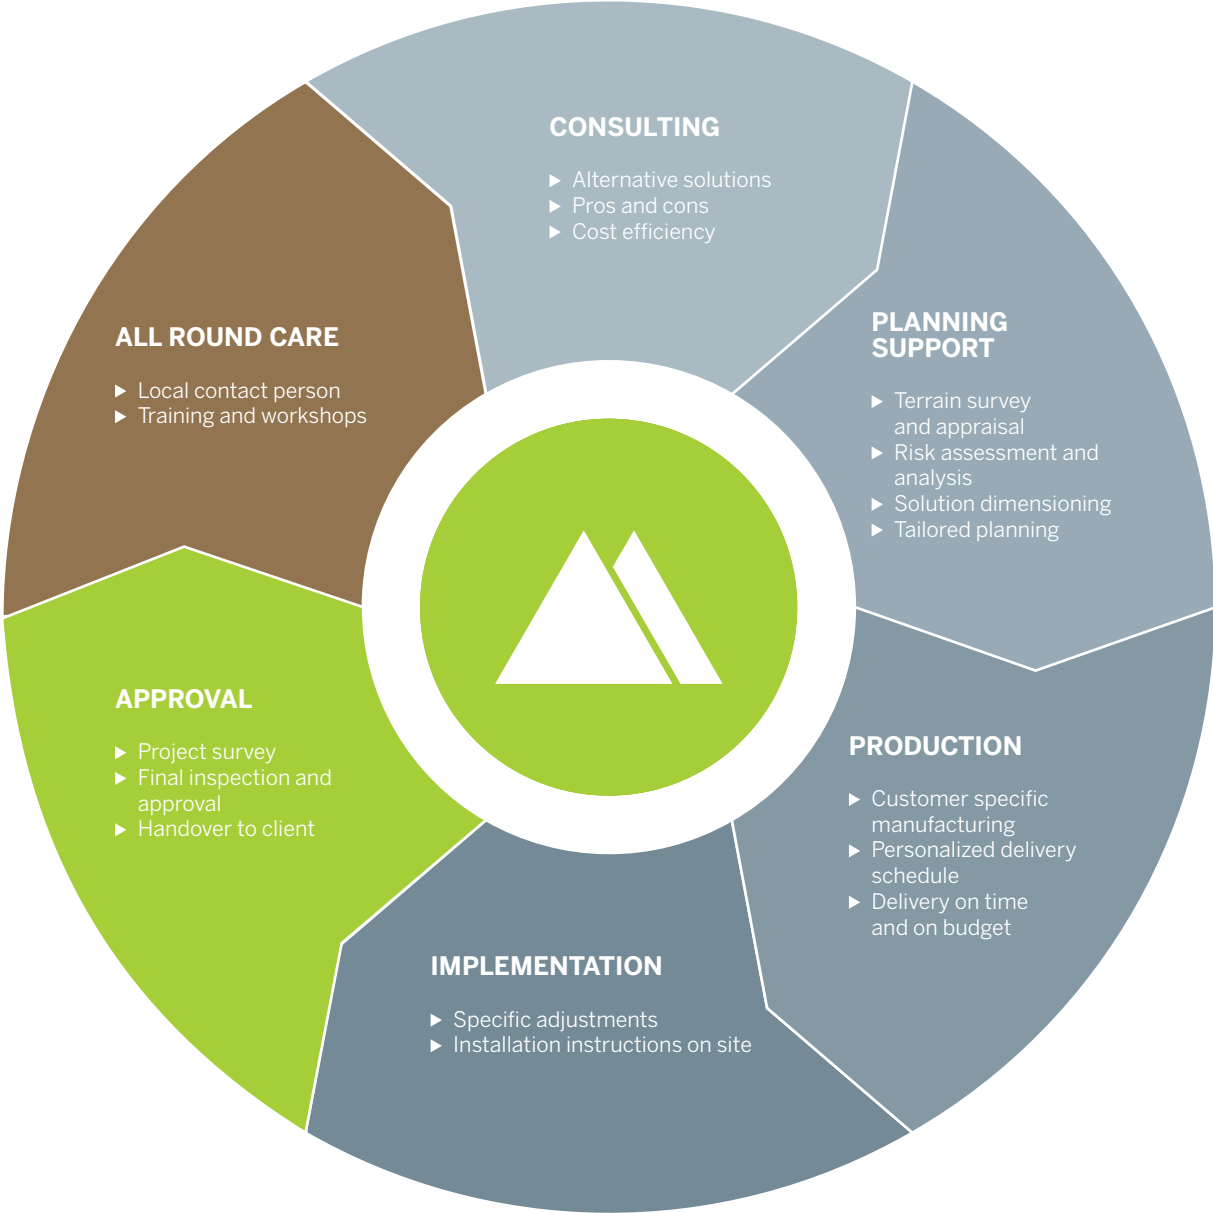 CONSULTING
▶ Alternative solutions
▶ Pros and cons
▶ Cost efficiency
PLANNING
SUPPORT
▶ Terrain survey
and appraisal
▶ Risk assessment and
analysis
▶ Solution dimensioning
▶ Tailored planning
PRODUCTION
▶ Customer specific
manufacturing
▶ Personalized delivery
schedule
▶ Delivery on time
and on budget
IMPLEMENTATION
▶ Specific adjustments
▶ Installation instructions on site
APPROVAL
▶ Project survey
▶ Final inspection and
approval
▶ Handover to client
ALL ROUND CARE
▶ Local contact person
▶ Training and workshops